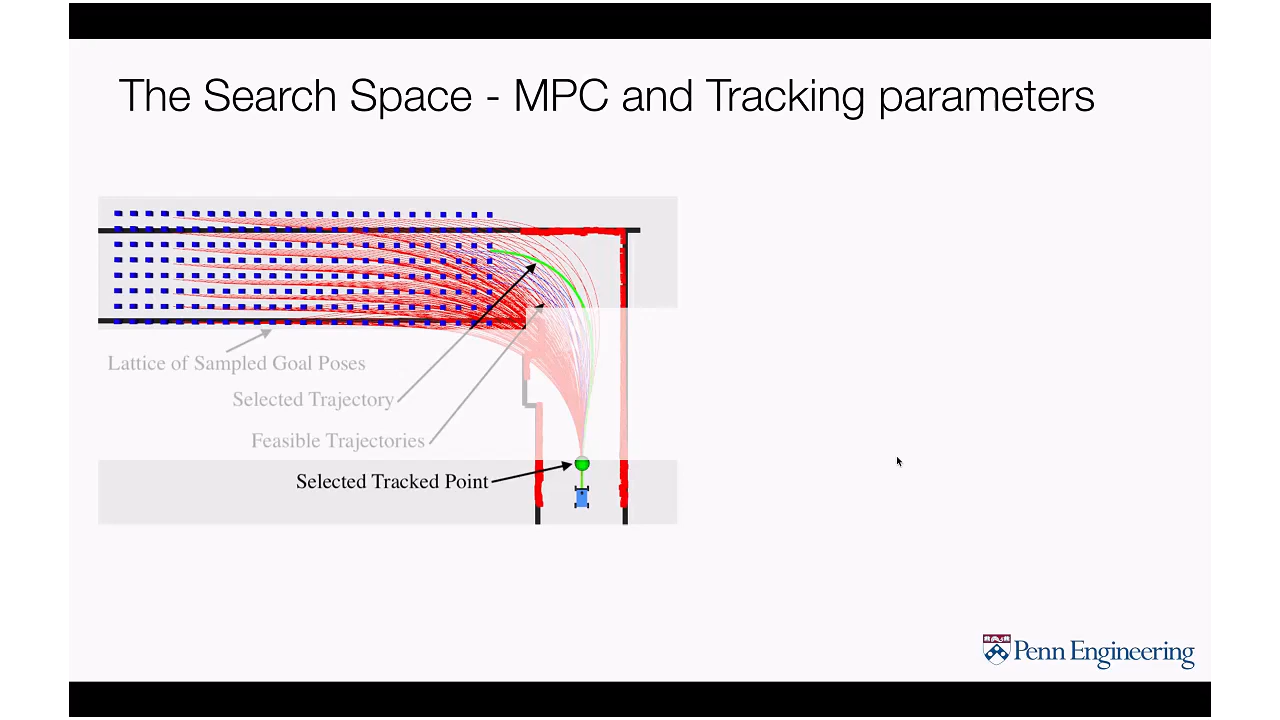 The Search Space - MPC and Tracking parameters
Lattice of Sampled Goal Poses
Selected Trajectory
Feasible Trajectories
Selected Tracked Point
Penn Engineering